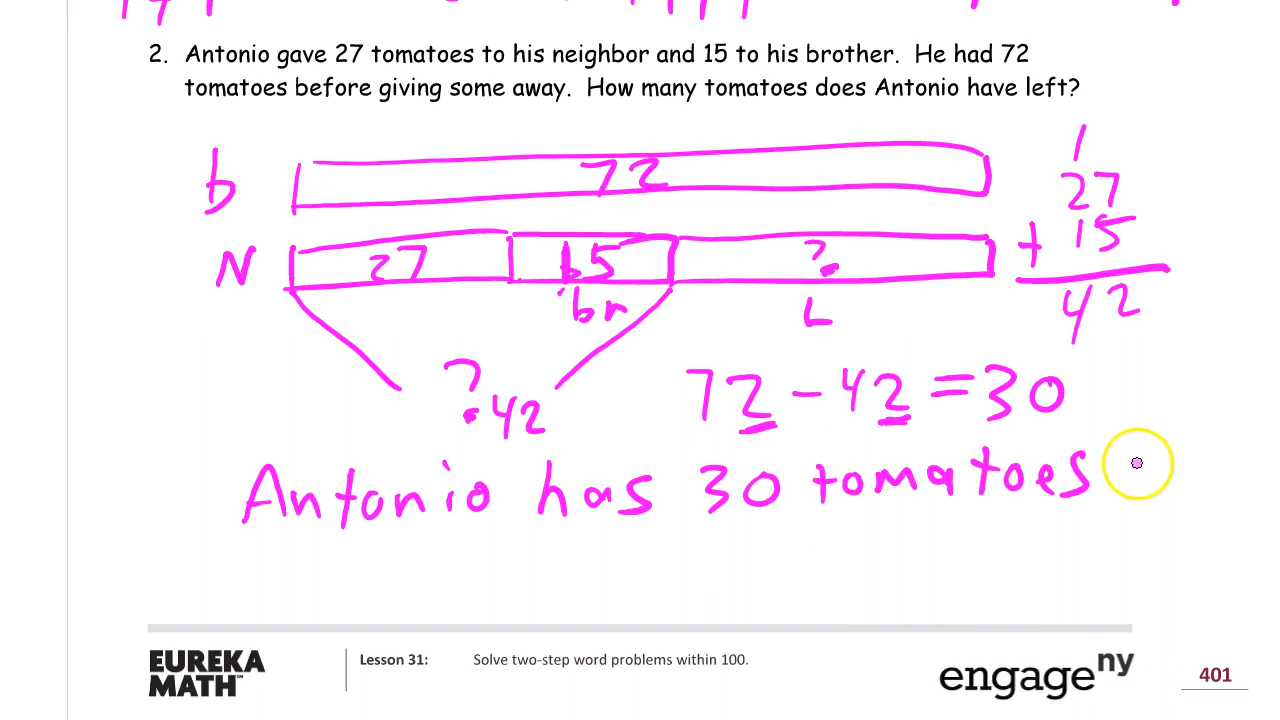 2. Antonio gave 27 tomatoes to his neighbor and 15 to his brother. He had 72
tomatoes before giving some away. How many tomatoes does Antonio have left?
b 72
N 27 15 ?
br L
? 42
1
27
+ 15
42
72 - 42 = 30
Antonio has 30 tomatoes
EUREKA
MATH™
Lesson 31: Solve two-step word problems within 100.
engage ny
401